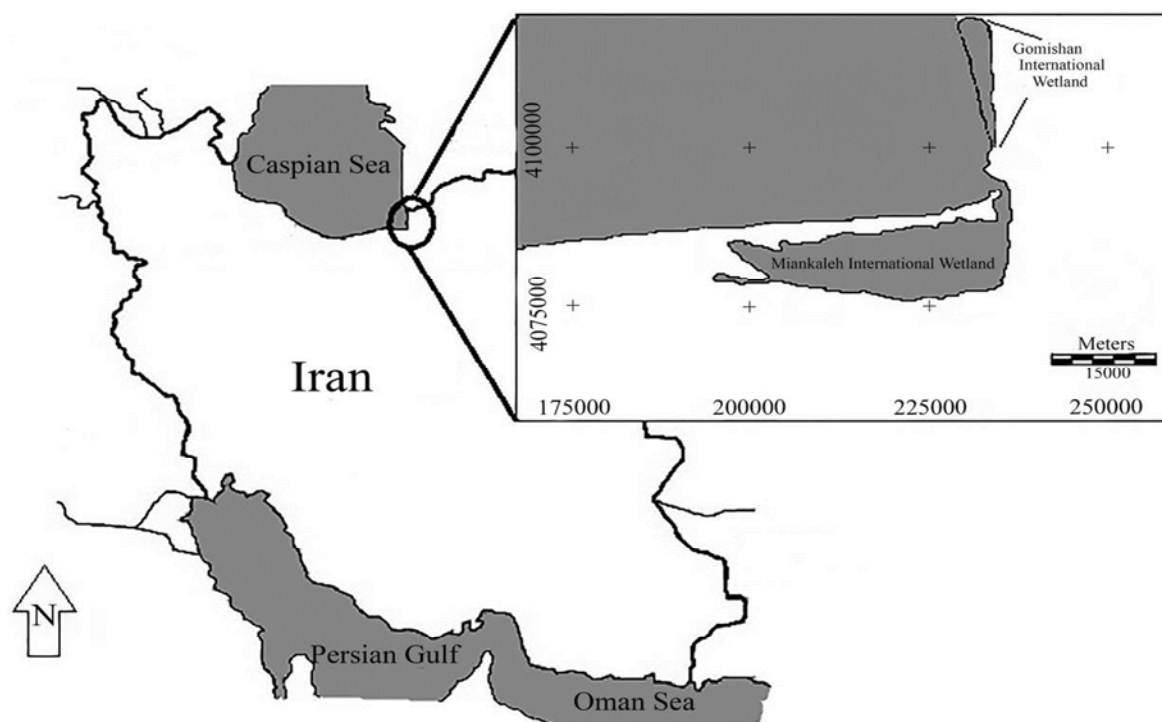 Gomishan
International
Wetland
4100000
Caspian Sea
Miankaleh International Wetland
4075000
Meters
15000
Iran
175000
200000
225000
250000
N
Persian Gulf
Oman Sea